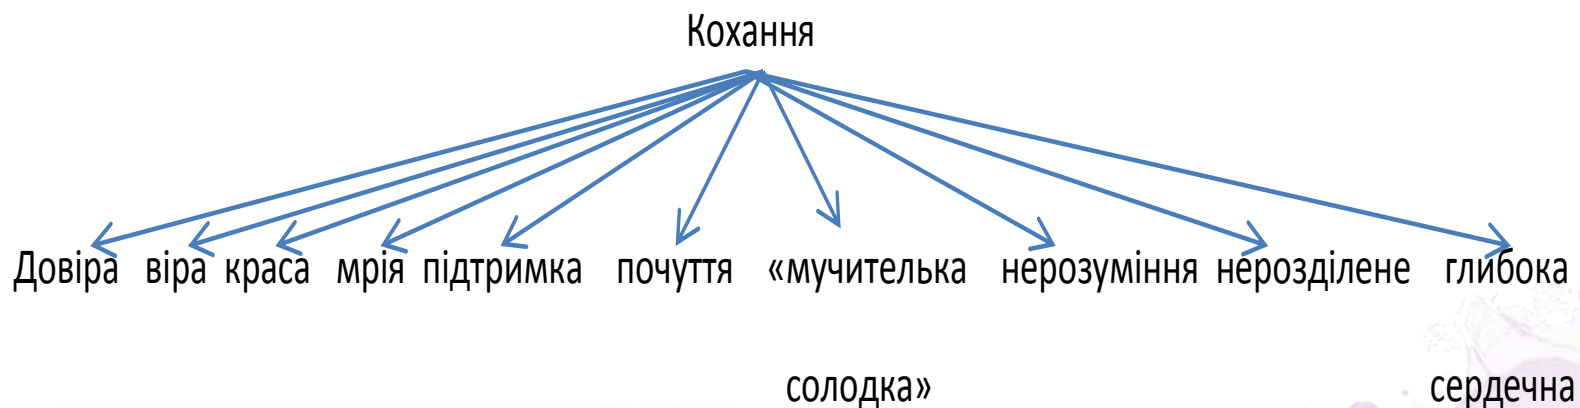 Кохання
Довіра віра краса мрія підтримка почуття «мучителька нерозуміння нерозділене глибока
солодка» сердечна